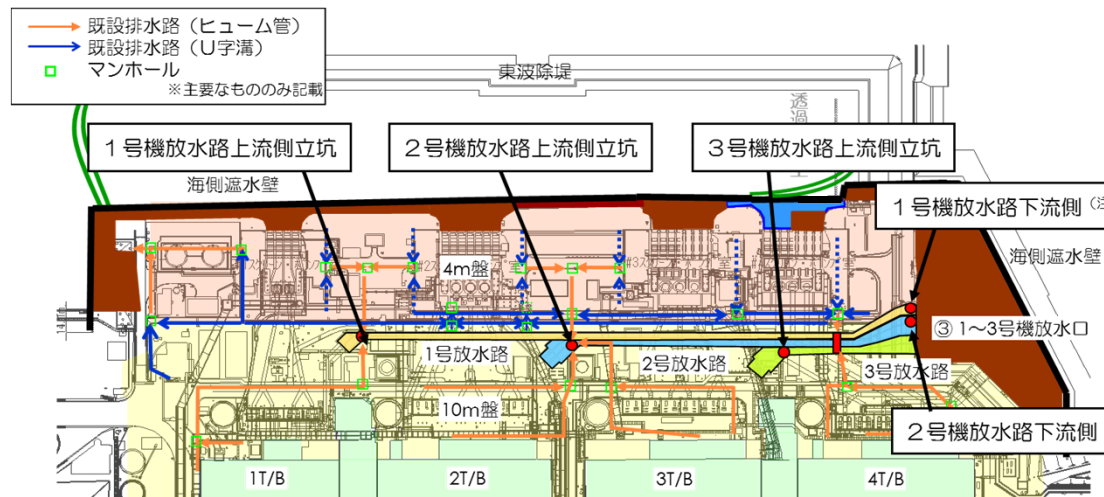 既設排水路（ヒューム管）
既設排水路（Ｕ字溝）
マンホール
※主要なもののみ記載
東波除堤
透過
１号機放水路上流側立坑
２号機放水路上流側立坑
３号機放水路上流側立坑
海側遮水壁
１号機放水路下流側（注
海側遮水壁
4m盤
③ 1～3号機放水口
1号放水路
2号放水路
3号放水路
10m盤
２号機放水路下流側
1T/B
2T/B
3T/B
4T/B